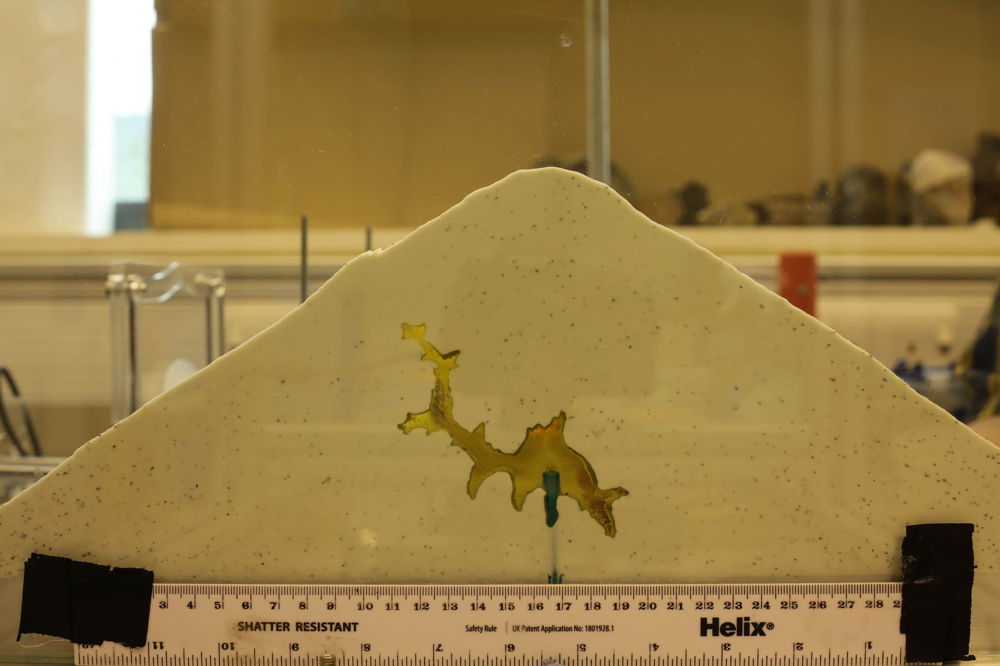 3 4 5 6 7 8 9 10 11 12 13 14 15 16 17 18 19 20 21 22 23 24 25 26 27 28 2
SHATTER RESISTANT Safety Rule UK Patent Application No: 1801928.1 Helix®
12 11 10 9 8 7 6 5 4 3 2 1